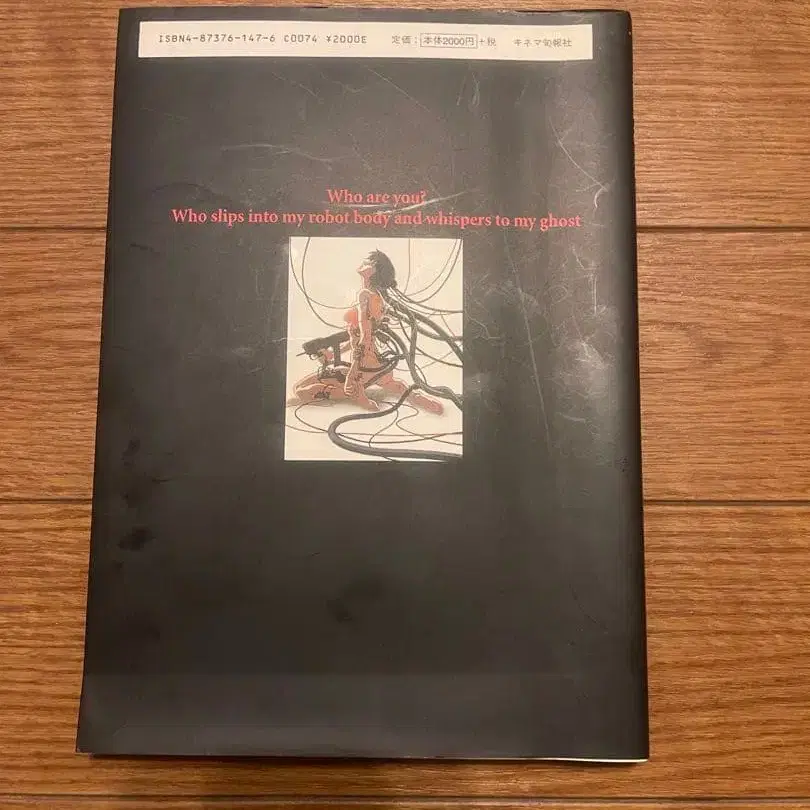 ISBN4-87376-147-6 C0074 ¥2000E 定価：本体2000円+税 キネマ旬報社
Who are you?
Who slips into my robot body and whispers to my ghost